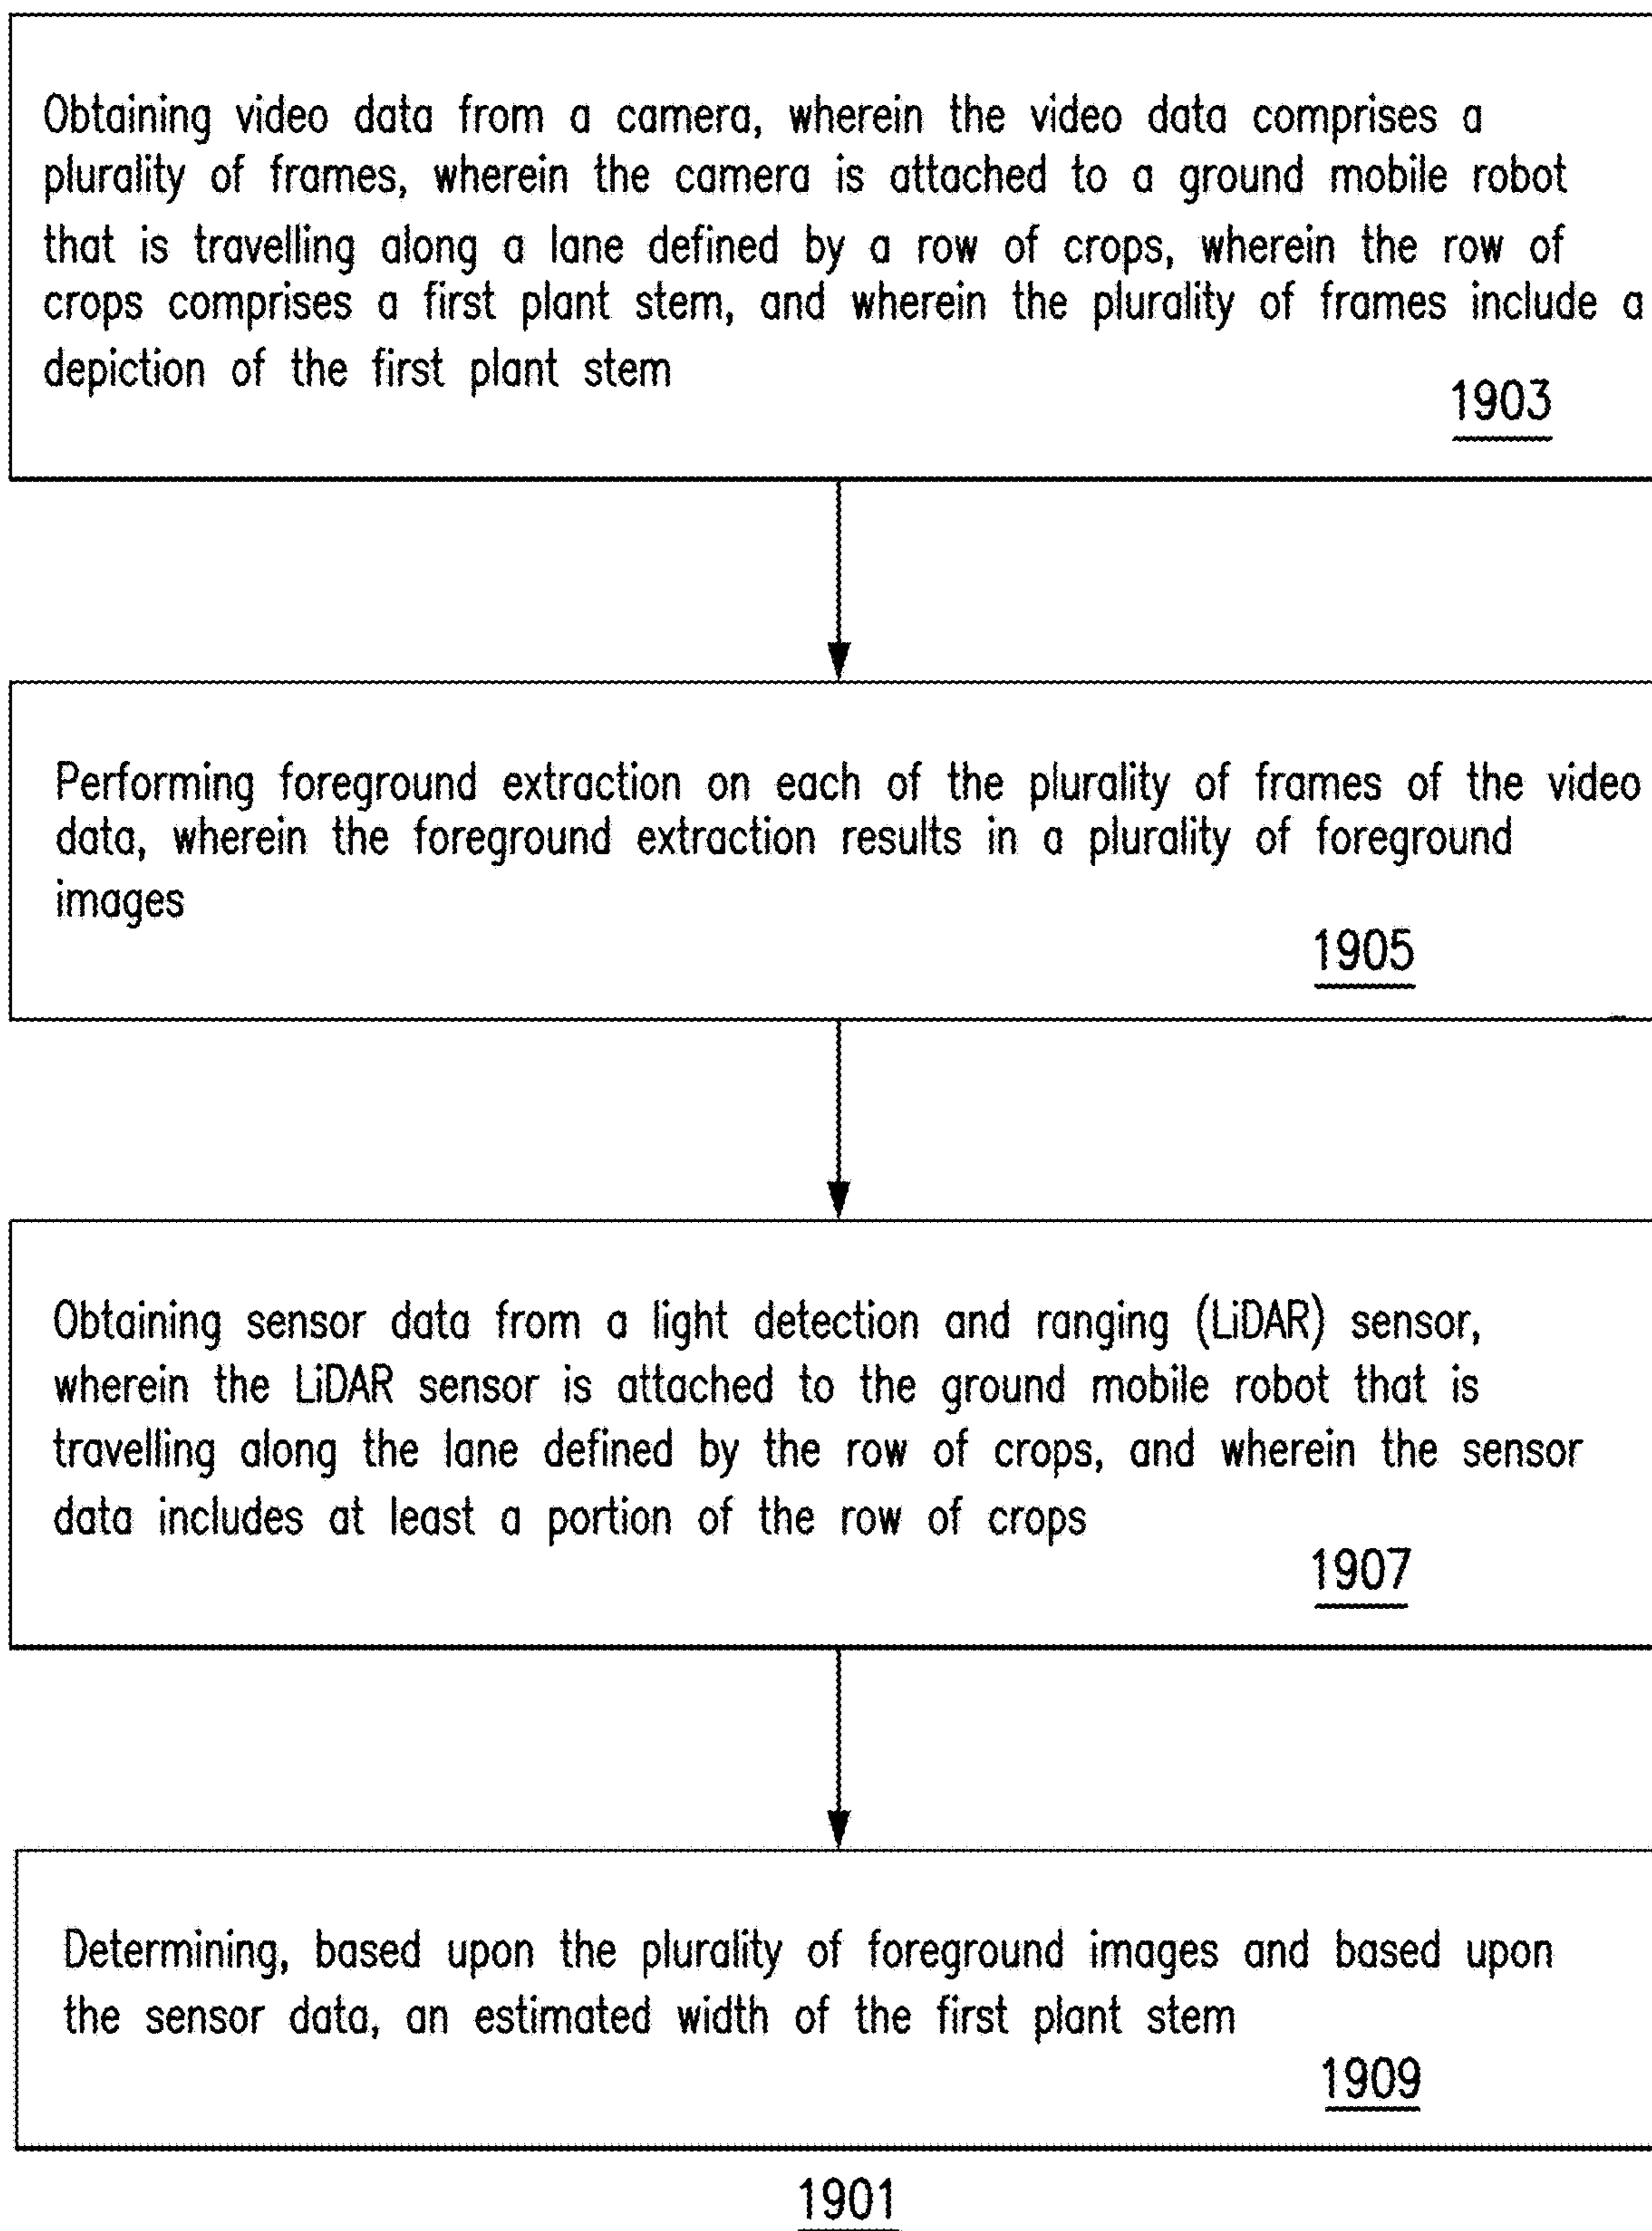 Obtaining video data from a camera, wherein the video data comprises a
plurality of frames, wherein the camera is attached to a ground mobile robot
that is travelling along a lane defined by a row of crops, wherein the row of
crops comprises a first plant stem, and wherein the plurality of frames include a
depiction of the first plant stem
1903
Performing foreground extraction on each of the plurality of frames of the video
data, wherein the foreground extraction results in a plurality of foreground
images
1905
Obtaining sensor data from a light detection and ranging (LiDAR) sensor,
wherein the LiDAR sensor is attached to the ground mobile robot that is
travelling along the lane defined by the row of crops, and wherein the sensor
data includes at least a portion of the row of crops
1907
Determining, based upon the plurality of foreground images and based upon
the sensor data, an estimated width of the first plant stem
1909
1901